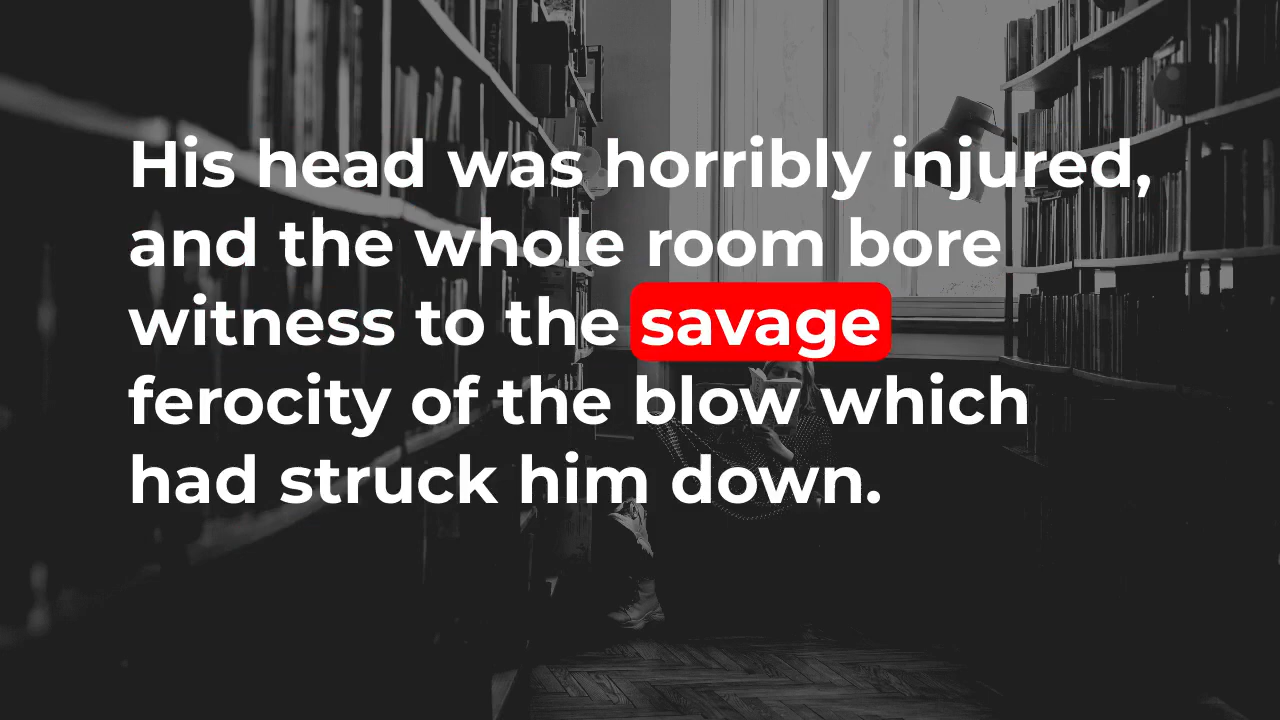 His head was horribly injured,
and the whole room bore
witness to the savage
ferocity of the blow which
had struck him down.